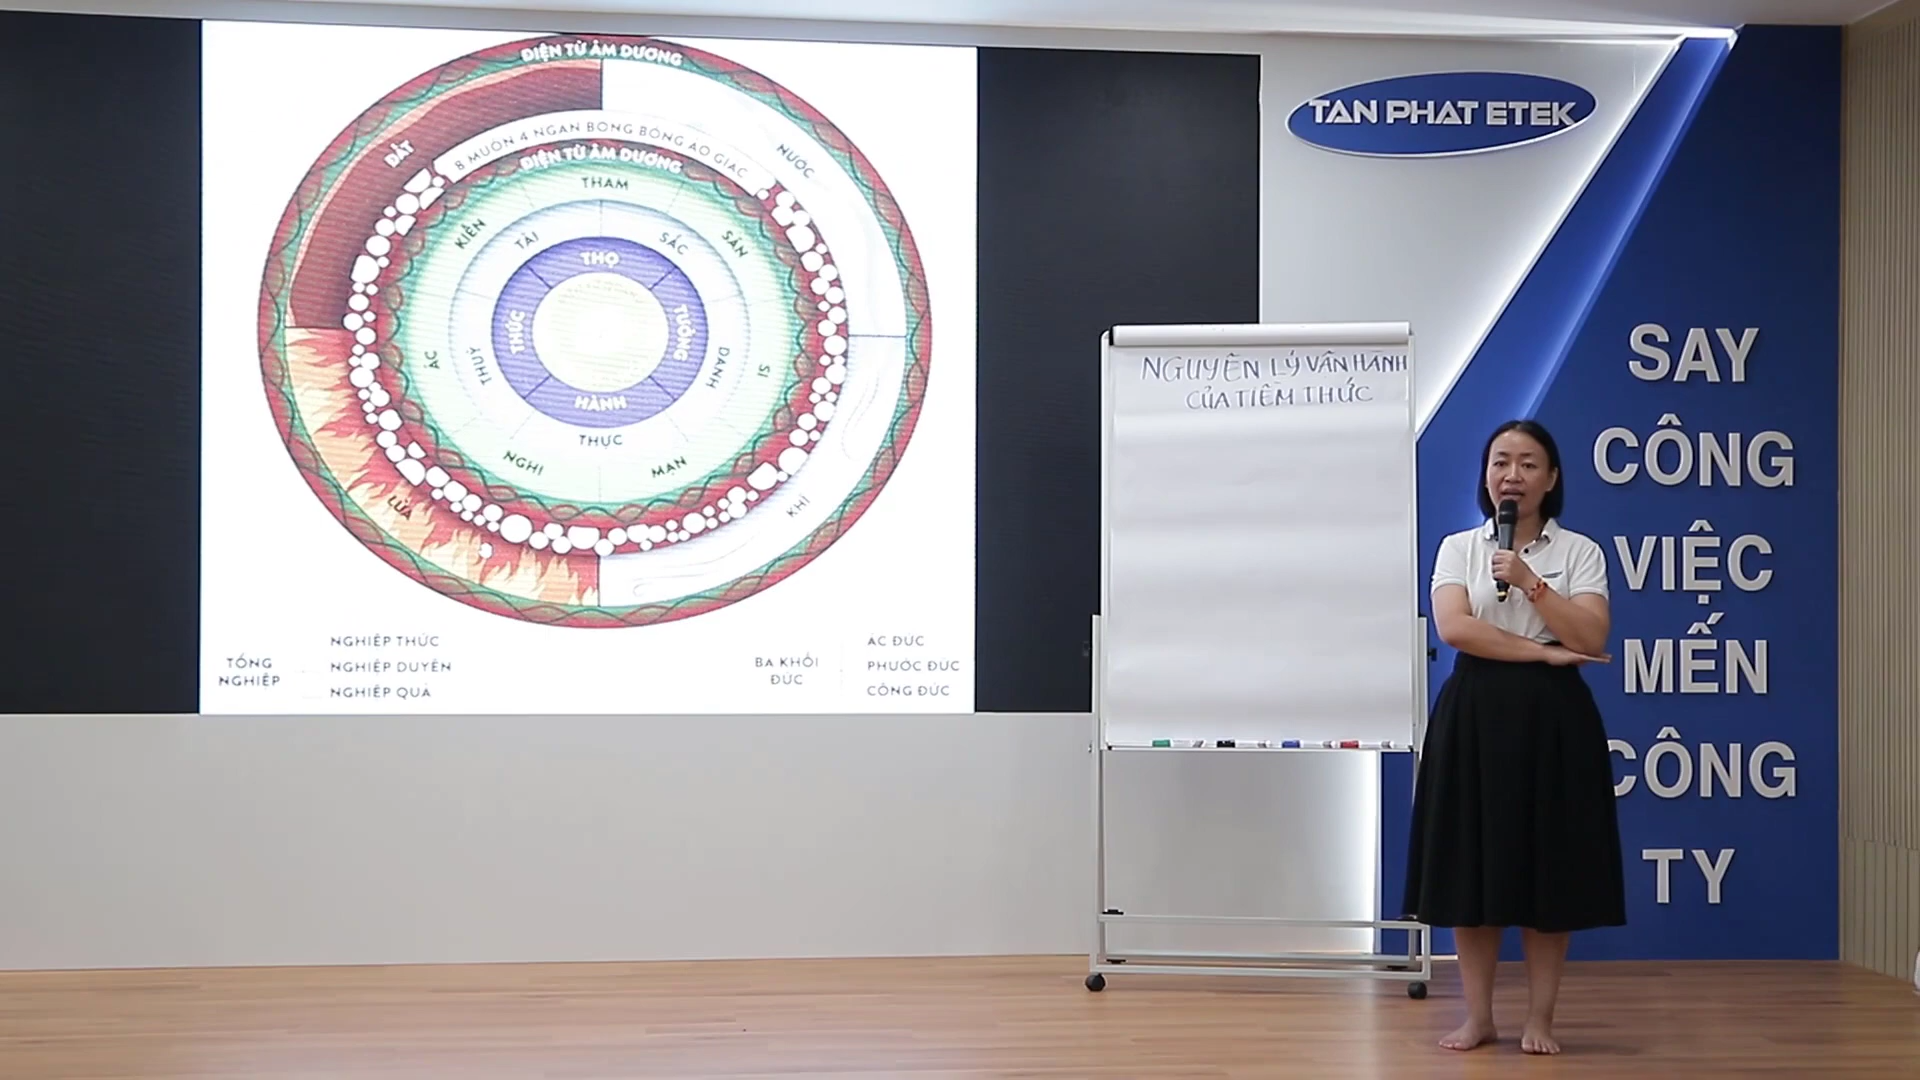 ĐIỆN TỪ ÂM DƯƠNG
ĐẤT
NƯỚC
8 MUÔN 4 NGÀN BONG BÓNG ẢO GIÁC
ĐIỆN TỪ ÂM DƯƠNG
THAM
KIẾN
SÂN
TÀI
SẮC
THỌ
THỨC
TƯỞNG
ÁC
THUỲ
DANH
SI
HÀNH
THỰC
NGHI
MẠN
LỬA
KHÍ
TỔNG NGHIỆP
NGHIỆP THỨC
NGHIỆP DUYÊN
NGHIỆP QUẢ
BA KHỐI ĐỨC
ÁC ĐỨC
PHƯỚC ĐỨC
CÔNG ĐỨC
NGUYÊN LÝ VẬN HÀNH
CỦA TIỀM THỨC
TAN PHAT ETEK
SAY
CÔNG
VIỆC
MẾN
CÔNG
TY